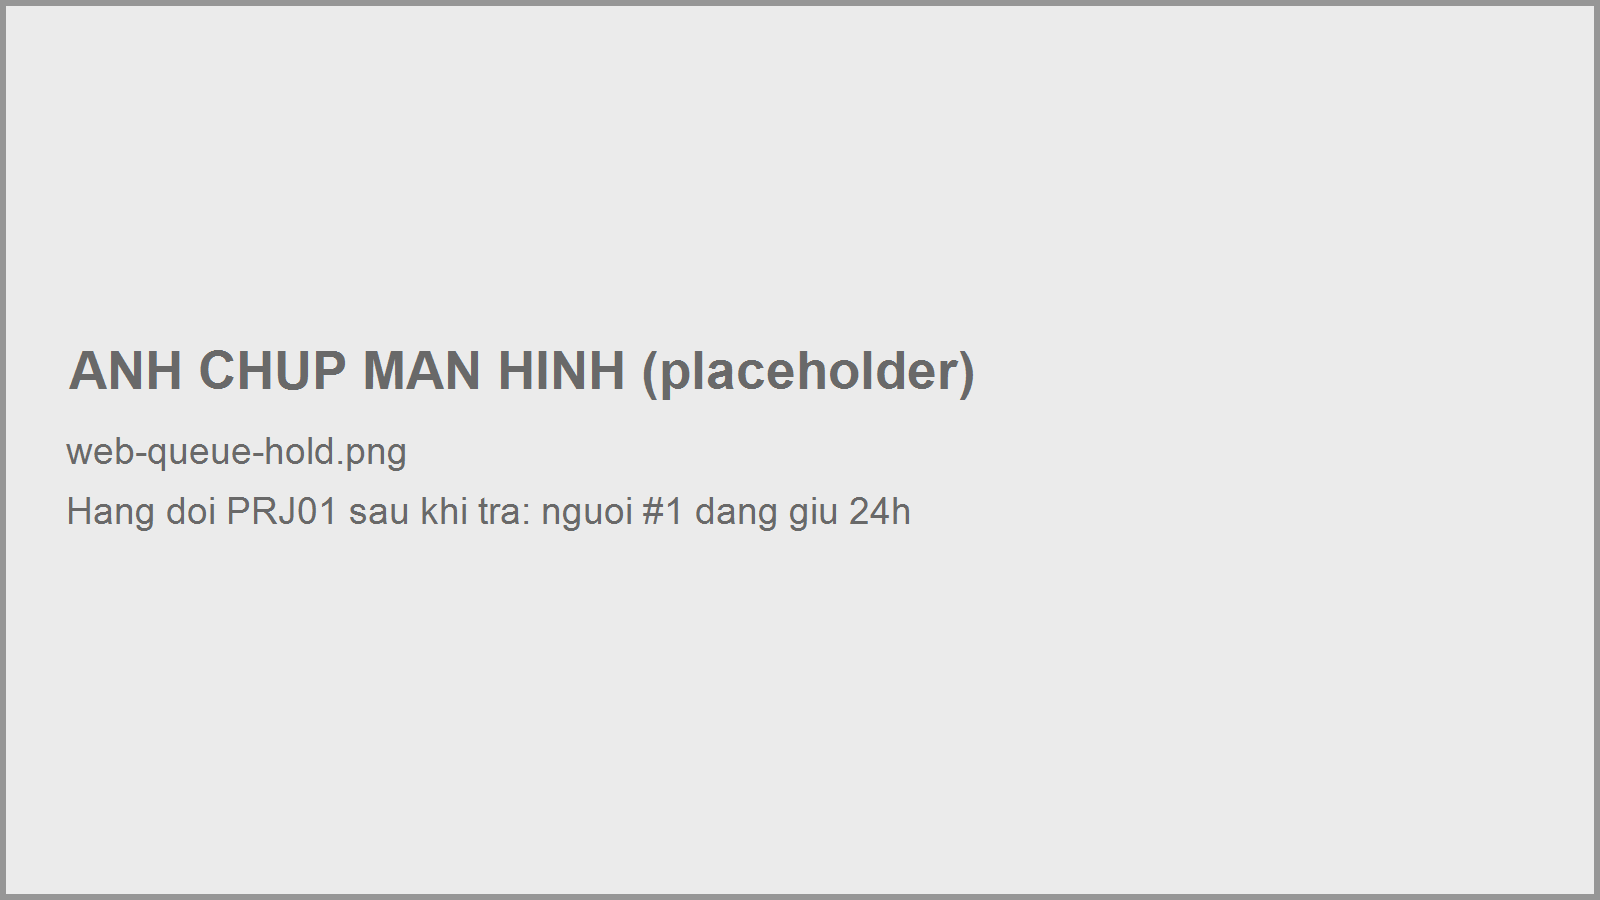 ANH CHUP MAN HINH (placeholder)
web-queue-hold.png
Hang doi PRJ01 sau khi tra: nguoi #1 dang giu 24h